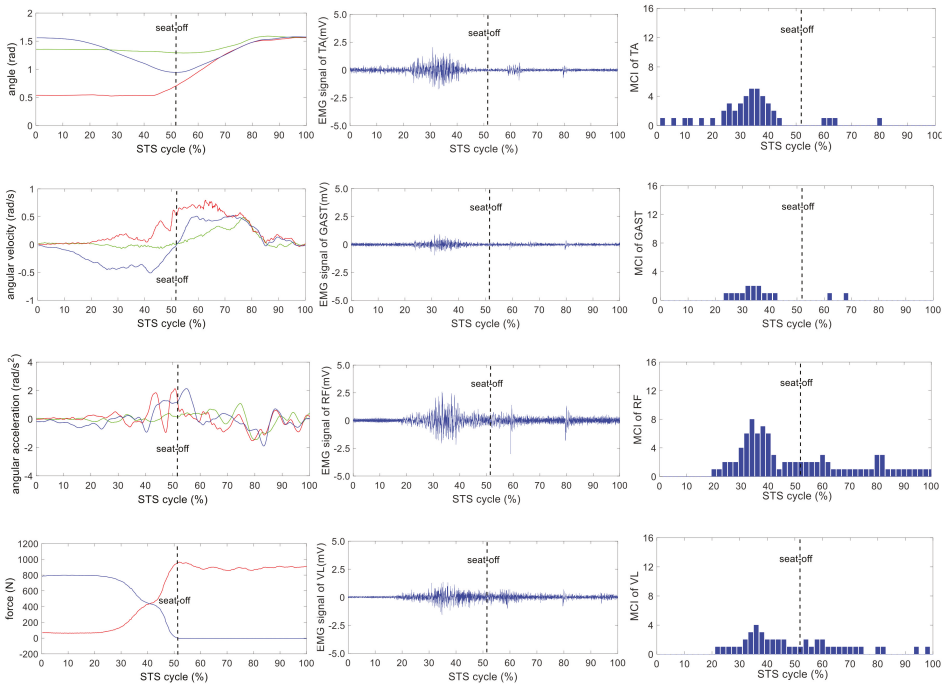 angle (rad)
2
1.5
1
0.5
0
seat-off
0 10 20 30 40 50 60 70 80 90 100
STS cycle (%)
EMG signal of TA(mV)
5.0
2.5
0
-2.5
-5.0
seat-off
0 10 20 30 40 50 60 70 80 90 100
STS cycle (%)
MCI of TA
16
12
8
4
0
seat-off
0 10 20 30 40 50 60 70 80 90 100
STS cycle (%)
angular velocity (rad/s)
1
0.5
0
-0.5
-1
seat-off
0 10 20 30 40 50 60 70 80 90 100
STS cycle (%)
EMG signal of GAST(mV)
5.0
2.5
0
-2.5
-5.0
seat-off
0 10 20 30 40 50 60 70 80 90 100
STS cycle (%)
MCI of GAST
16
12
8
4
0
seat-off
0 10 20 30 40 50 60 70 80 90 100
STS cycle (%)
angular acceleration (rad/s²)
4
2
0
-2
-4
seat-off
0 10 20 30 40 50 60 70 80 90 100
STS cycle (%)
EMG signal of RF(mV)
5.0
2.5
0
-2.5
-5.0
seat-off
0 10 20 30 40 50 60 70 80 90 100
STS cycle (%)
MCI of RF
16
12
8
4
0
seat-off
0 10 20 30 40 50 60 70 80 90 100
STS cycle (%)
force (N)
1200
1000
800
600
400
200
0
-200
seat-off
0 10 20 30 40 50 60 70 80 90 100
STS cycle (%)
EMG signal of VL(mV)
5.0
2.5
0
-2.5
-5.0
seat-off
0 10 20 30 40 50 60 70 80 90 100
STS cycle (%)
MCI of VL
16
12
8
4
0
seat-off
0 10 20 30 40 50 60 70 80 90 100
STS cycle (%)